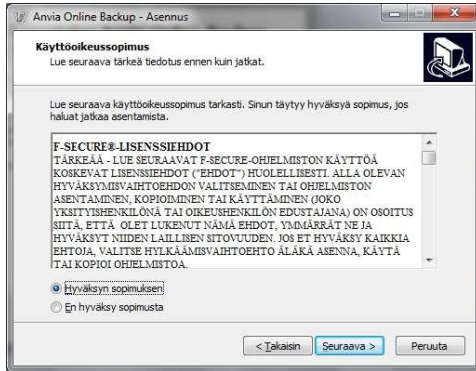 Anvia Online Backup - Asennus
Käyttöoikeussopimus
Lue seuraava tärkeä tiedotus ennen kuin jatkat.
Lue seuraava käyttöoikeussopimus tarkasti. Sinun täytyy hyväksyä sopimus, jos
haluat jatkaa asentamista.
F-SECURE®-LISENSSIEHDOT
TÄRKEÄÄ - LUE SEURAAVAT F-SECURE-OHJELMISTON KÄYTTÖÄ
KOSKEVAT LISENSSIEHDOT ("EHDOT") HUOLELLISESTI. ALLA OLEVAN
HYVÄKSYMISVAIHTOEHDON VALITSEMINEN TAI OHJELMISTON
ASENTAMINEN, KOPIOIMINEN TAI KÄYTTÄMINEN (JOKO
YKSITYISHENKILÖNÄ TAI OIKEUSHENKILÖN EDUSTAJANA) ON OSOITUS
SIITÄ, ETTÄ OLET LUKENUT NÄMÄ EHDOT, YMMÄRRÄT NE JA
HYVÄKSYT NIIDEN LAILLISEN SITOVUUDEN. JOS ET HYVÄKSY KAIKKIA
EHTOJA, VALITSE HYLKÄÄMISVAIHTOEHTO ÄLÄKÄ ASENNA, KÄYTÄ
TAI KOPIOI OHJELMISTOA.
Hyväksyn sopimuksen
En hyväksy sopimusta
< Takaisin
Seuraava >
Peruuta